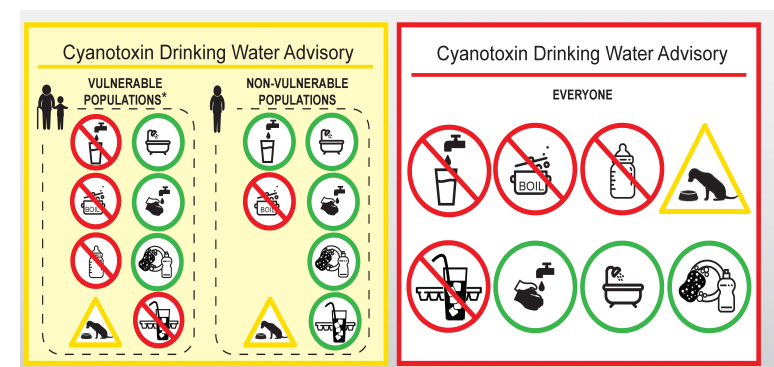 Cyanotoxin Drinking Water Advisory
VULNERABLE
POPULATIONS*
NON-VULNERABLE
POPULATIONS
BOIL
BOIL
Cyanotoxin Drinking Water Advisory
EVERYONE
BOIL